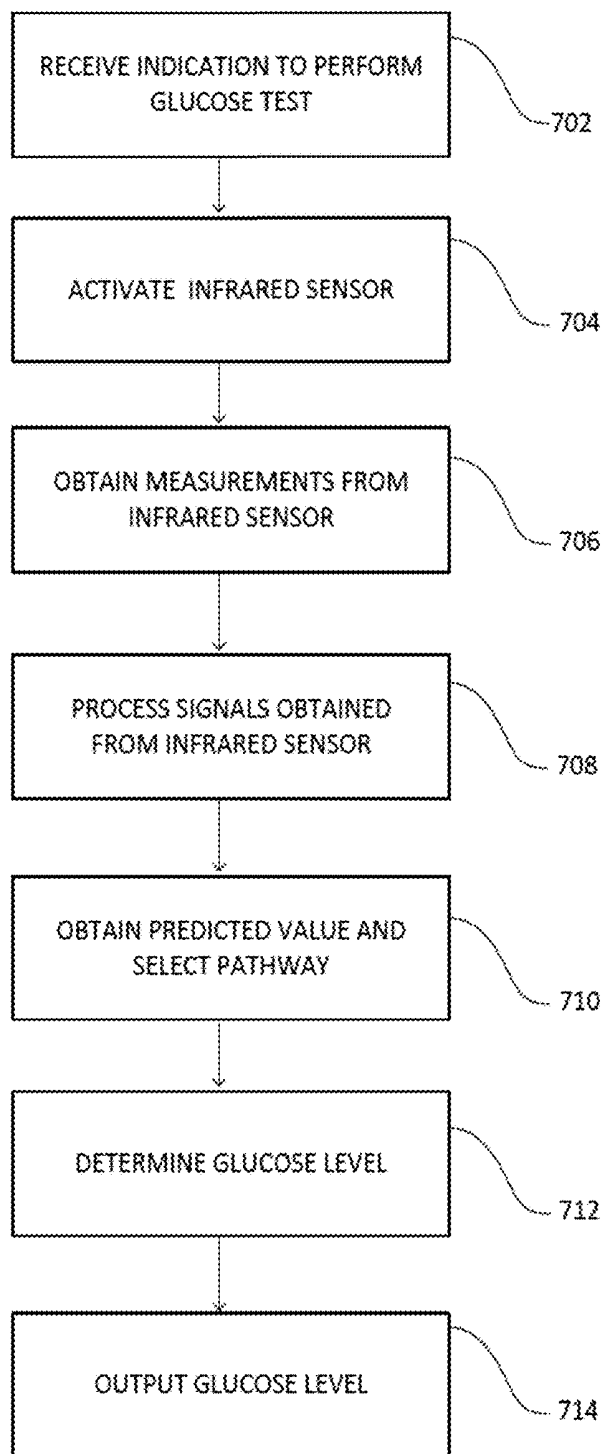 RECEIVE INDICATION TO PERFORM
GLUCOSE TEST
702
ACTIVATE INFRARED SENSOR
704
OBTAIN MEASUREMENTS FROM
INFRARED SENSOR
706
PROCESS SIGNALS OBTAINED
FROM INFRARED SENSOR
708
OBTAIN PREDICTED VALUE AND
SELECT PATHWAY
710
DETERMINE GLUCOSE LEVEL
712
OUTPUT GLUCOSE LEVEL
714